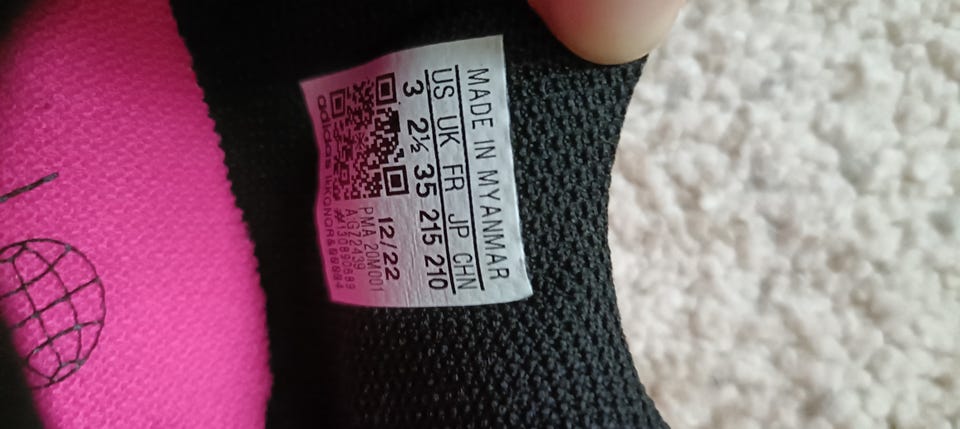 MADE IN MYANMAR
US UK FR JP CHN
3 2½ 35 215 210
12/22
PMA 20M001
A:GZ2439
adidas